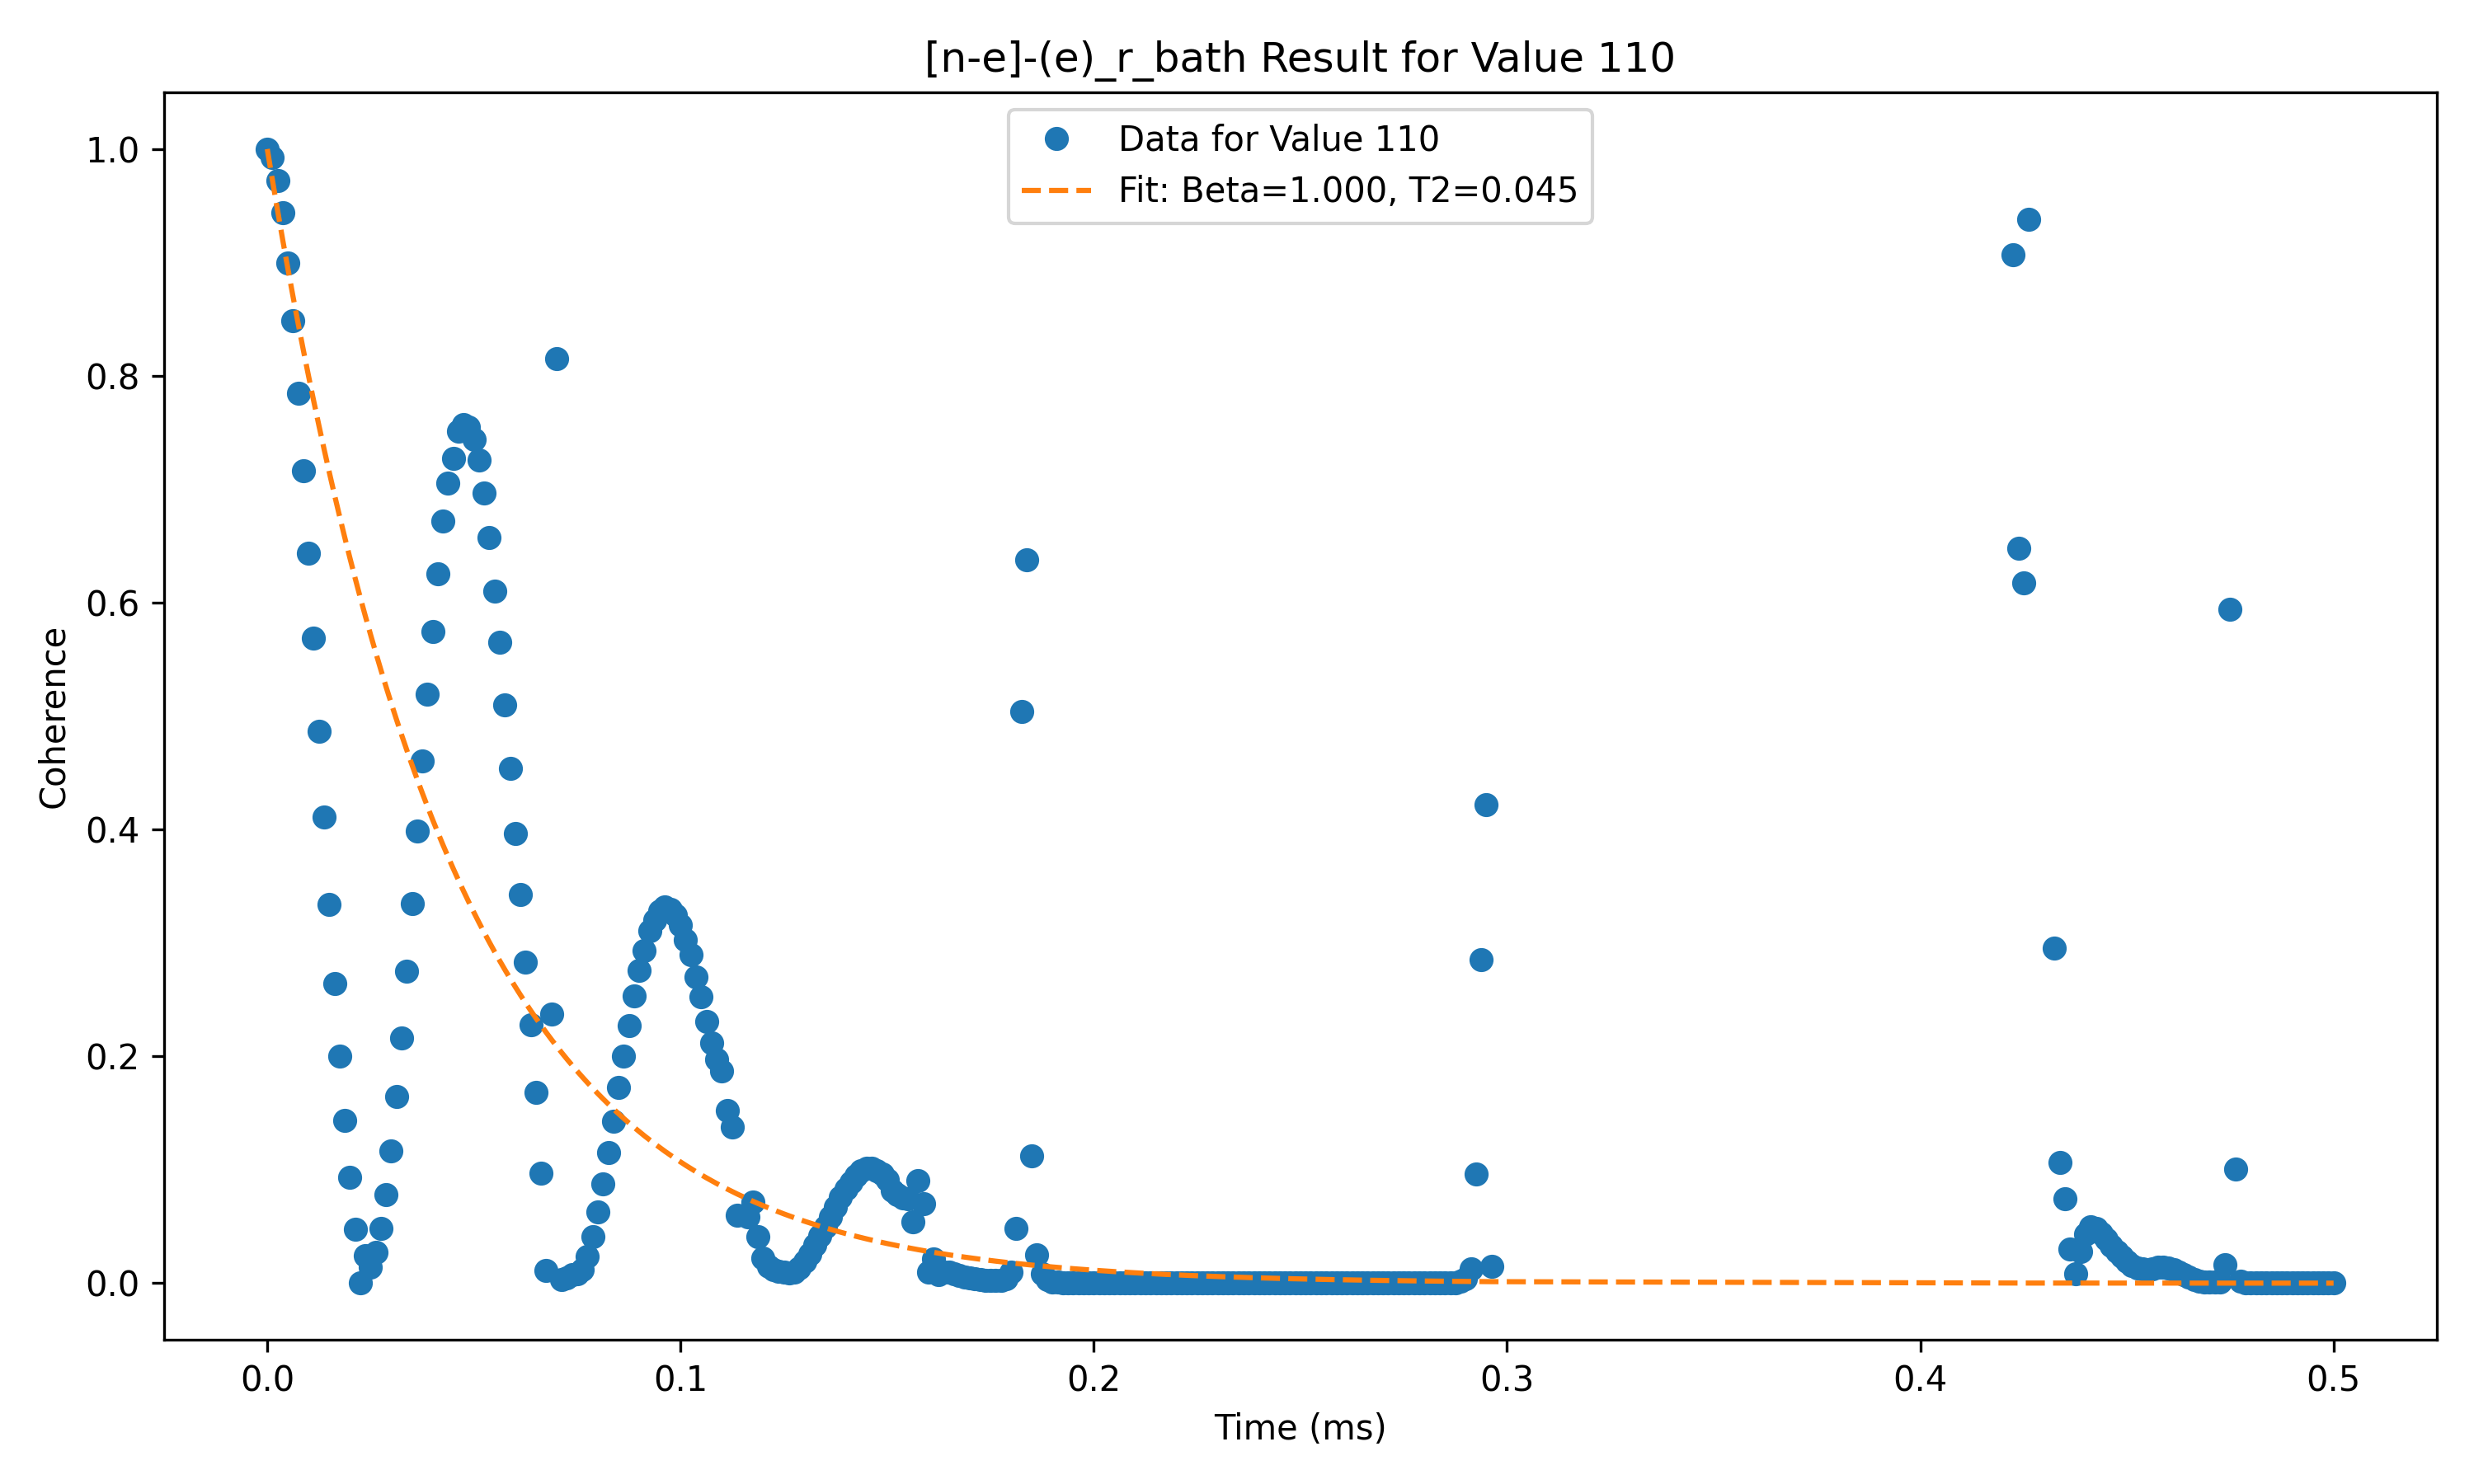 [n-e]-(e)_r_bath Result for Value 110
Data for Value 110
Fit: Beta=1.000, T2=0.045
Coherence
1.0
0.8
0.6
0.4
0.2
0.0
0.0 0.1 0.2 0.3 0.4 0.5
Time (ms)